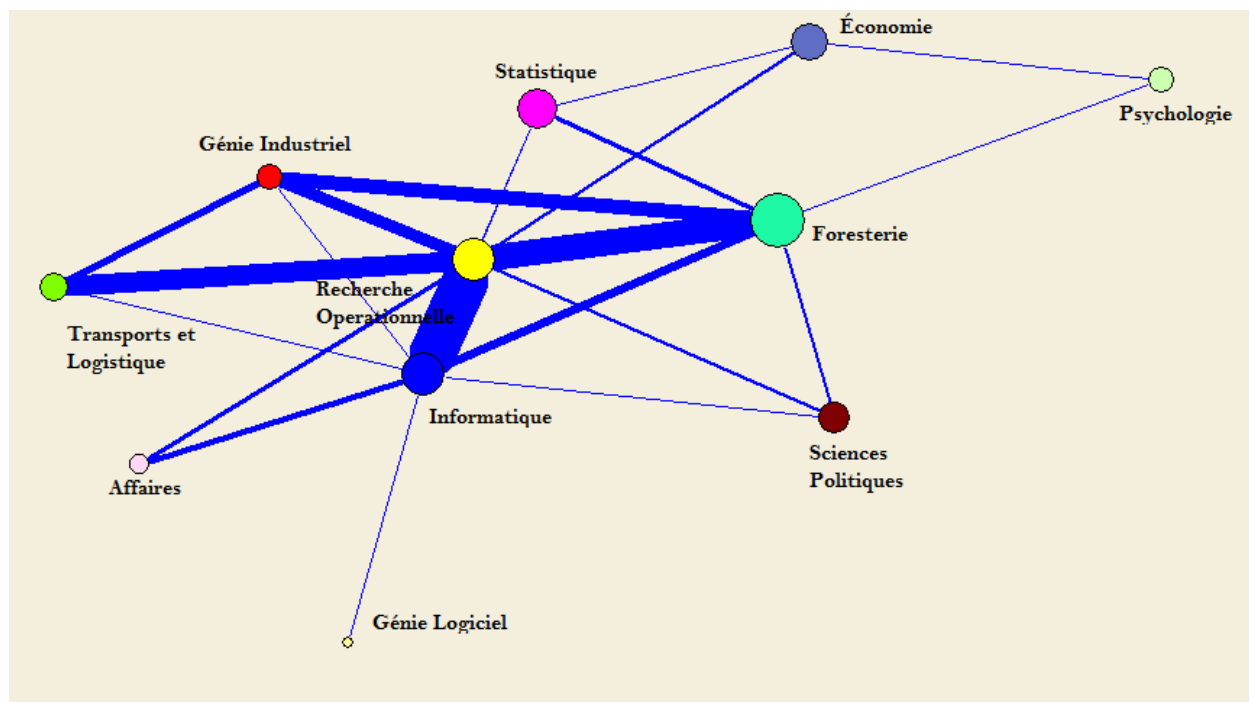 Économie
Statistique
Psychologie
Génie Industriel
Foresterie
Recherche
Operationnelle
Transports et
Logistique
Informatique
Sciences
Politiques
Affaires
Génie Logiciel